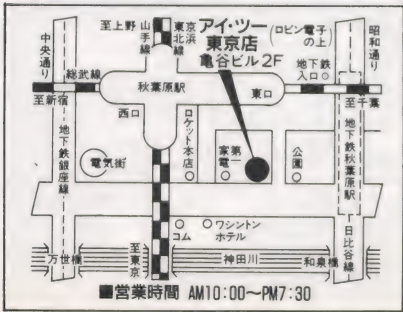 中央通り
至上野
山手線
京浜東北線
アイ・ツー
東京店
亀谷ビル2F
(ロビン電子の上)
昭和通り
総武線
秋葉原駅
地下鉄入口
至新宿
東口
至千葉
西口
地下鉄銀座線
電気街
ロケット本店
第一家電
公園
地下鉄秋葉原駅
コム
ワシントンホテル
日比谷線
万世橋
至東京
神田川
和泉橋
■営業時間 AM10:00〜PM7:30